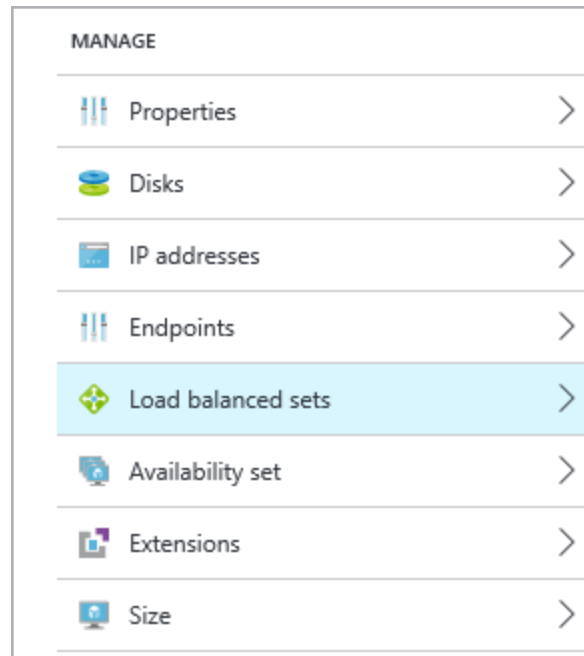 MANAGE
Properties
Disks
IP addresses
Endpoints
Load balanced sets
Availability set
Extensions
Size